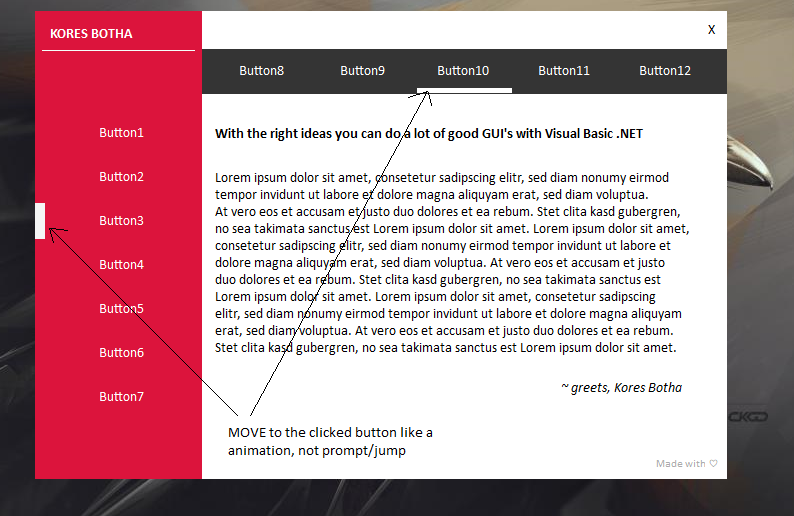 KORES BOTHA
X
Button8 Button9 Button10 Button11 Button12
With the right ideas you can do a lot of good GUI's with Visual Basic .NET
Button1
Button2
Button3
Button4
Button5
Button6
Button7
Lorem ipsum dolor sit amet, consetetur sadipscing elitr, sed diam nonumy eirmod
tempor invidunt ut labore et dolore magna aliquyam erat, sed diam voluptua.
At vero eos et accusam et justo duo dolores et ea rebum. Stet clita kasd gubergren,
no sea takimata sanctus est Lorem ipsum dolor sit amet. Lorem ipsum dolor sit amet,
consetetur sadipscing elitr, sed diam nonumy eirmod tempor invidunt ut labore et
dolore magna aliquyam erat, sed diam voluptua. At vero eos et accusam et justo
duo dolores et ea rebum. Stet clita kasd gubergren, no sea takimata sanctus est
Lorem ipsum dolor sit amet. Lorem ipsum dolor sit amet, consetetur sadipscing
elitr, sed diam nonumy eirmod tempor invidunt ut labore et dolore magna aliquyam
erat, sed diam voluptua. At vero eos et accusam et justo duo dolores et ea rebum.
Stet clita kasd gubergren, no sea takimata sanctus est Lorem ipsum dolor sit amet.
~ greets, Kores Botha
MOVE to the clicked button like a
animation, not prompt/jump
Made with ♡